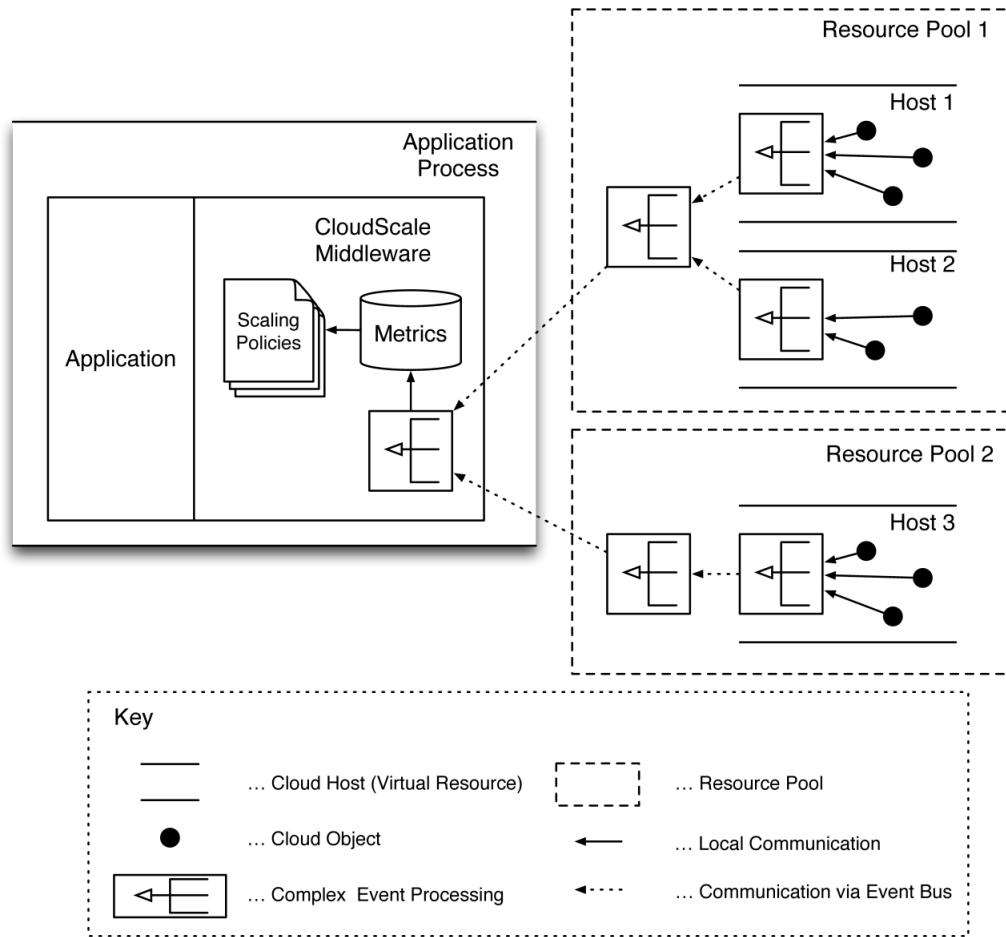 Resource Pool 1
Host 1
Application
Process
CloudScale
Middleware
Host 2
Scaling
Policies
Metrics
Application
Resource Pool 2
Host 3
Key
... Cloud Host (Virtual Resource)
... Resource Pool
... Cloud Object
... Local Communication
... Complex Event Processing
... Communication via Event Bus